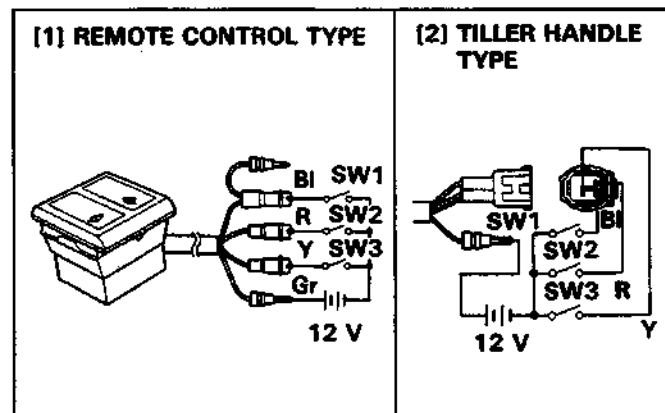 [1] REMOTE CONTROL TYPE
Bl SW1
R SW2
Y SW3
Gr
12 V
[2] TILLER HANDLE
TYPE
SW1
Bl
SW2
SW3 R
12 V
Y